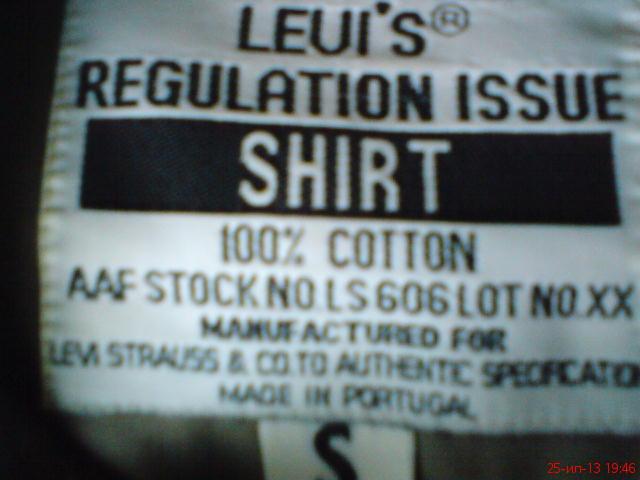 LEVI'S®
REGULATION ISSUE
SHIRT
100% COTTON
AAF STOCK NO. LS 606 LOT NO. XX
MANUFACTURED FOR
LEVI STRAUSS & CO. TO AUTHENTIC SPECIFICATION
MADE IN PORTUGAL
S
25-ип-13 19:46